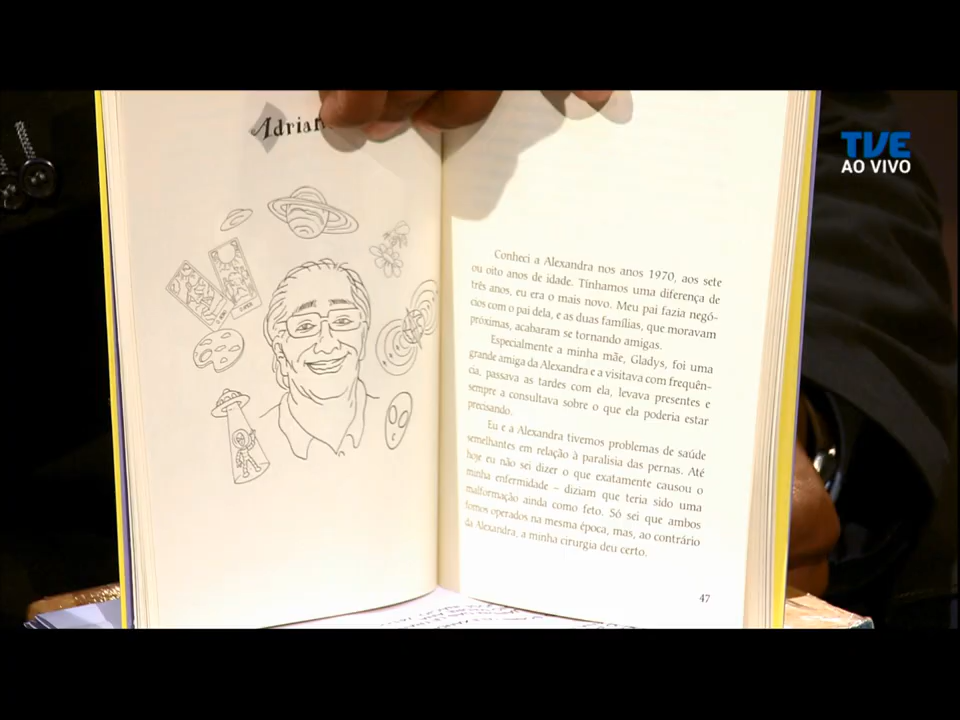 Conheci a Alexandra nos anos 1970, aos sete
ou oito anos de idade. Tínhamos uma diferença de
três anos, eu era o mais novo. Meu pai fazia negó-
cios com o pai dela, e as duas famílias, que moravam
próximas, acabaram se tornando amigas.
Especialmente a minha mãe, Gladys, foi uma
grande amiga da Alexandra e a visitava com frequên-
cia, passava as tardes com ela, levava presentes e
sempre a consultava sobre o que ela poderia estar
precisando.
Eu e a Alexandra tivemos problemas de saúde
semelhantes em relação à paralisia das pernas. Até
hoje eu não sei dizer o que exatamente causou o
minha enfermidade – diziam que teria sido uma
malformação ainda como feto. Só sei que ambos
fomos operados na mesma época, mas, ao contrário
da Alexandra, a minha cirurgia deu certo.
47
TVE
AO VIVO